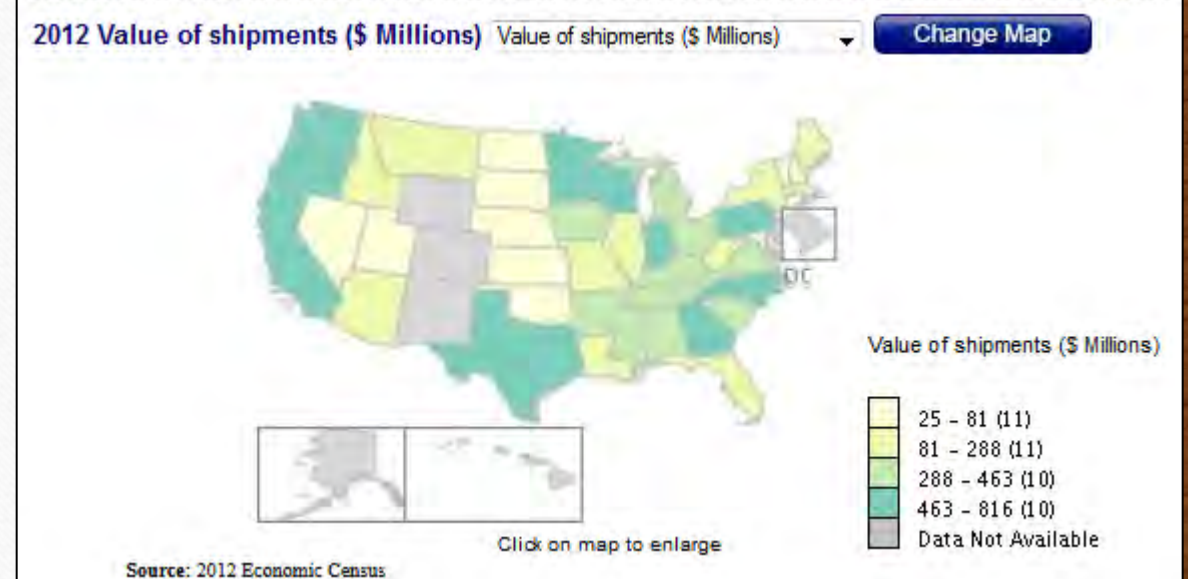 2012 Value of shipments ($ Millions) Value of shipments ($ Millions) Change Map
DC
Value of shipments ($ Millions)
25 - 81 (11)
81 - 288 (11)
288 - 463 (10)
463 - 816 (10)
Data Not Available
Click on map to enlarge
Source: 2012 Economic Census